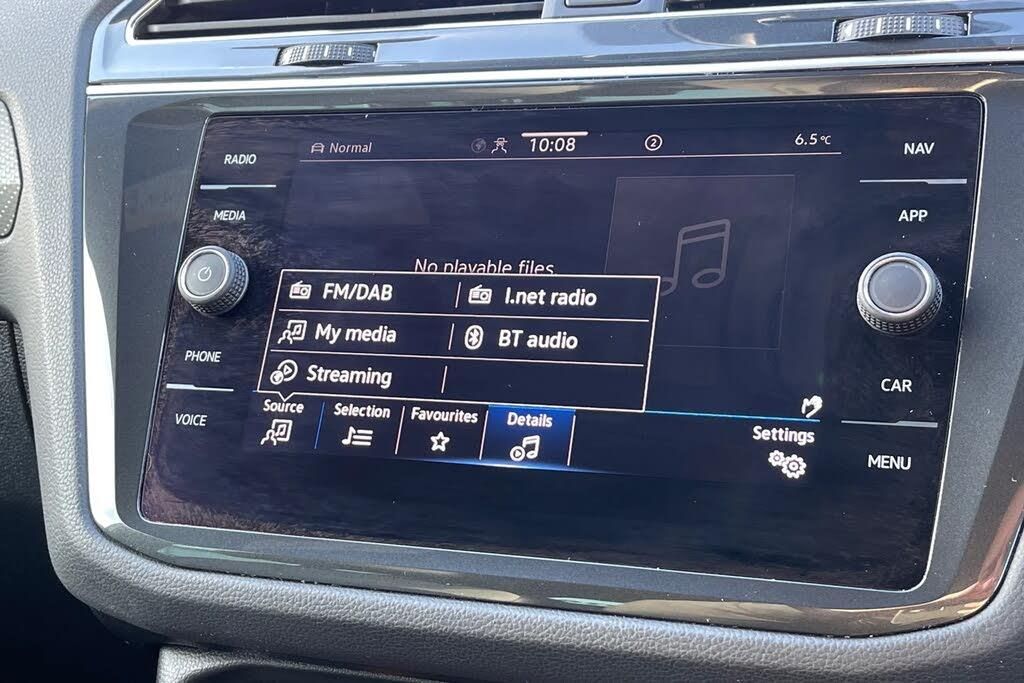 RADIO
MEDIA
PHONE
VOICE
Normal
10:08
2
6.5°C
No playable files
FM/DAB
I.net radio
My media
BT audio
Streaming
Source
Selection
Favourites
Details
Settings
NAV
APP
CAR
MENU